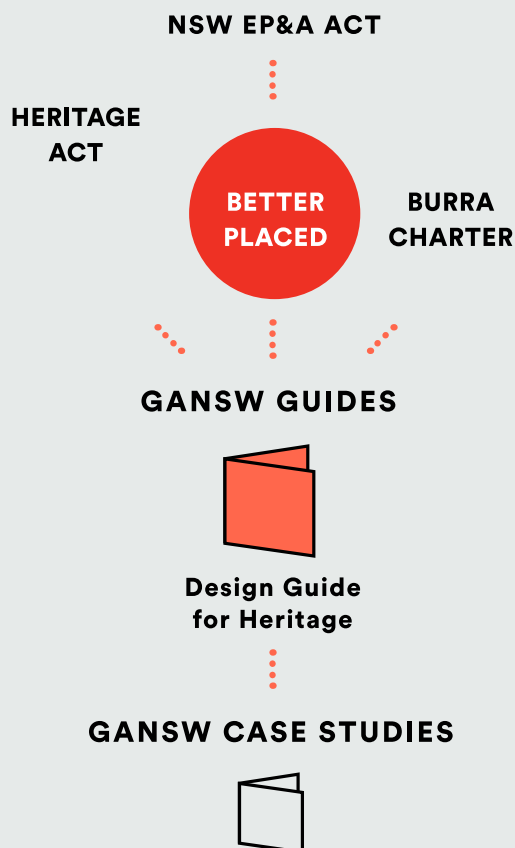 NSW EP&A ACT
HERITAGE
ACT
BETTER
PLACED
BURRA
CHARTER
GANSW GUIDES
Design Guide
for Heritage
GANSW CASE STUDIES